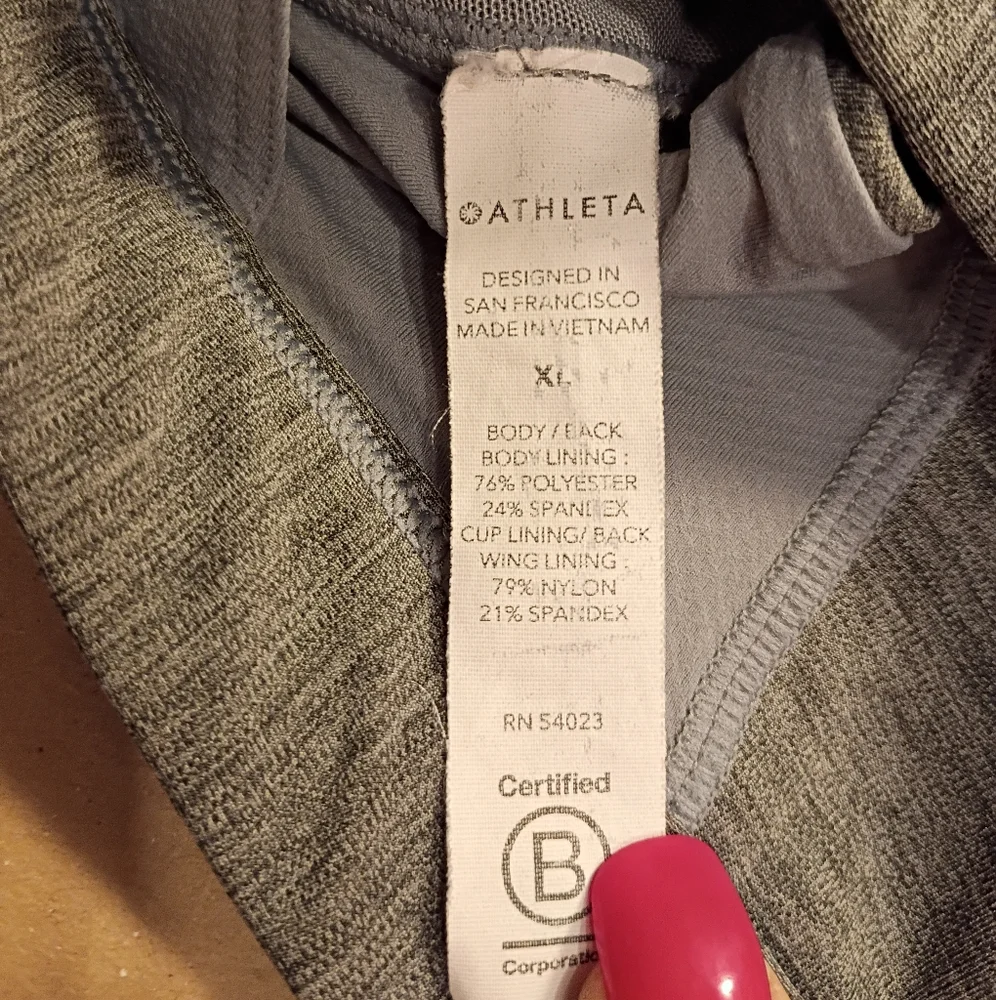 ATHLETA
DESIGNED IN
SAN FRANCISCO
MADE IN VIETNAM
XL
BODY / BACK
BODY LINING :
76% POLYESTER
24% SPANDEX
CUP LINING/ BACK
WING LINING :
79% NYLON
21% SPANDEX
RN 54023
Certified
B